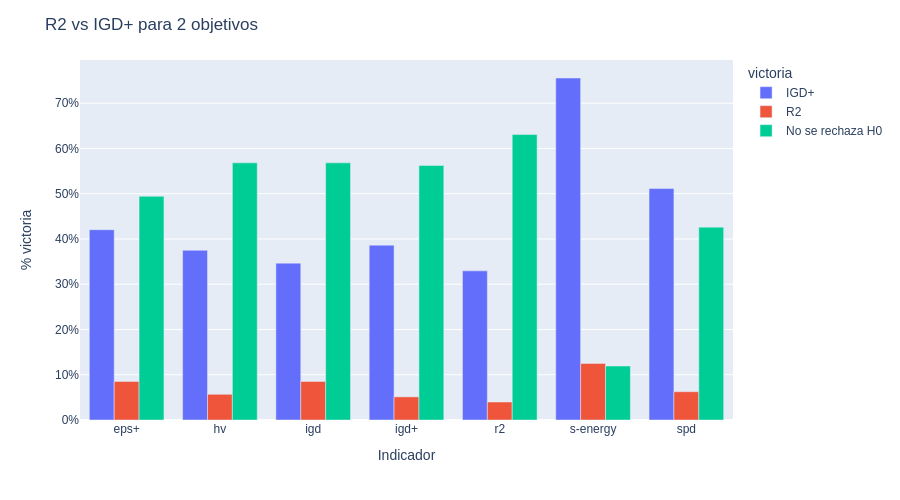 R2 vs IGD+ para 2 objetivos
victoria
IGD+
R2
No se rechaza H0
% victoria
70%
60%
50%
40%
30%
20%
10%
0%
eps+
hv
igd
igd+
r2
s-energy
spd
Indicador